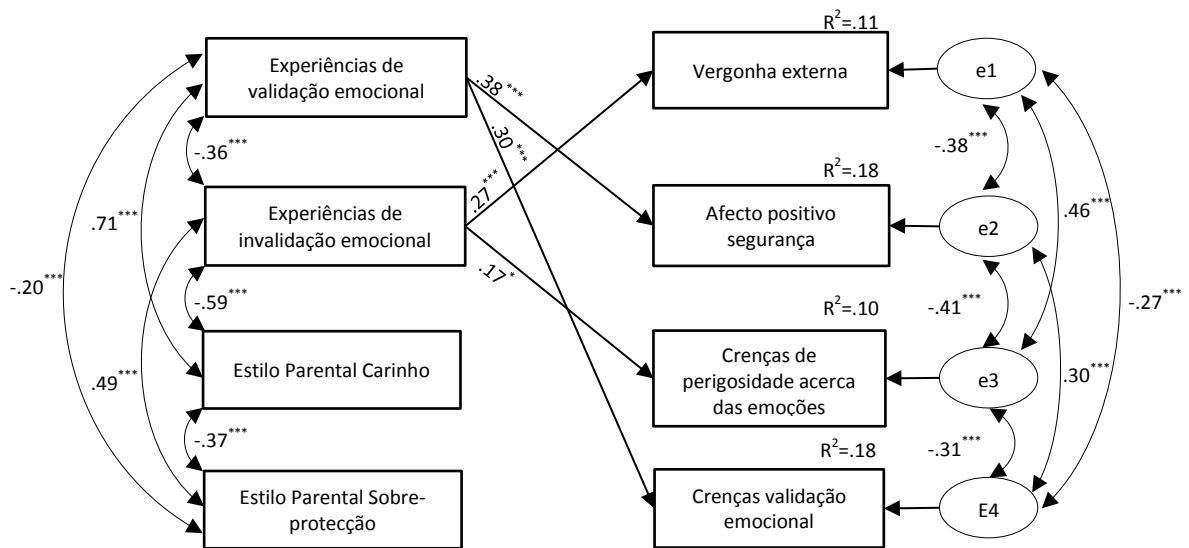 R²=.11
Experiências de
validação emocional
Vergonha externa
e1
.38***
.30***
-.36***
-.38***
R²=.18
.27***
Experiências de
invalidação emocional
Afecto positivo
segurança
e2
.71***
.46***
.17*
-.20***
-.59***
-.41***
-.27***
R²=.10
Estilo Parental Carinho
Crenças de
perigosidade acerca
das emoções
e3
.49***
.30***
-.37***
R²=.18
-.31***
Estilo Parental Sobre-
protecção
Crenças validação
emocional
E4